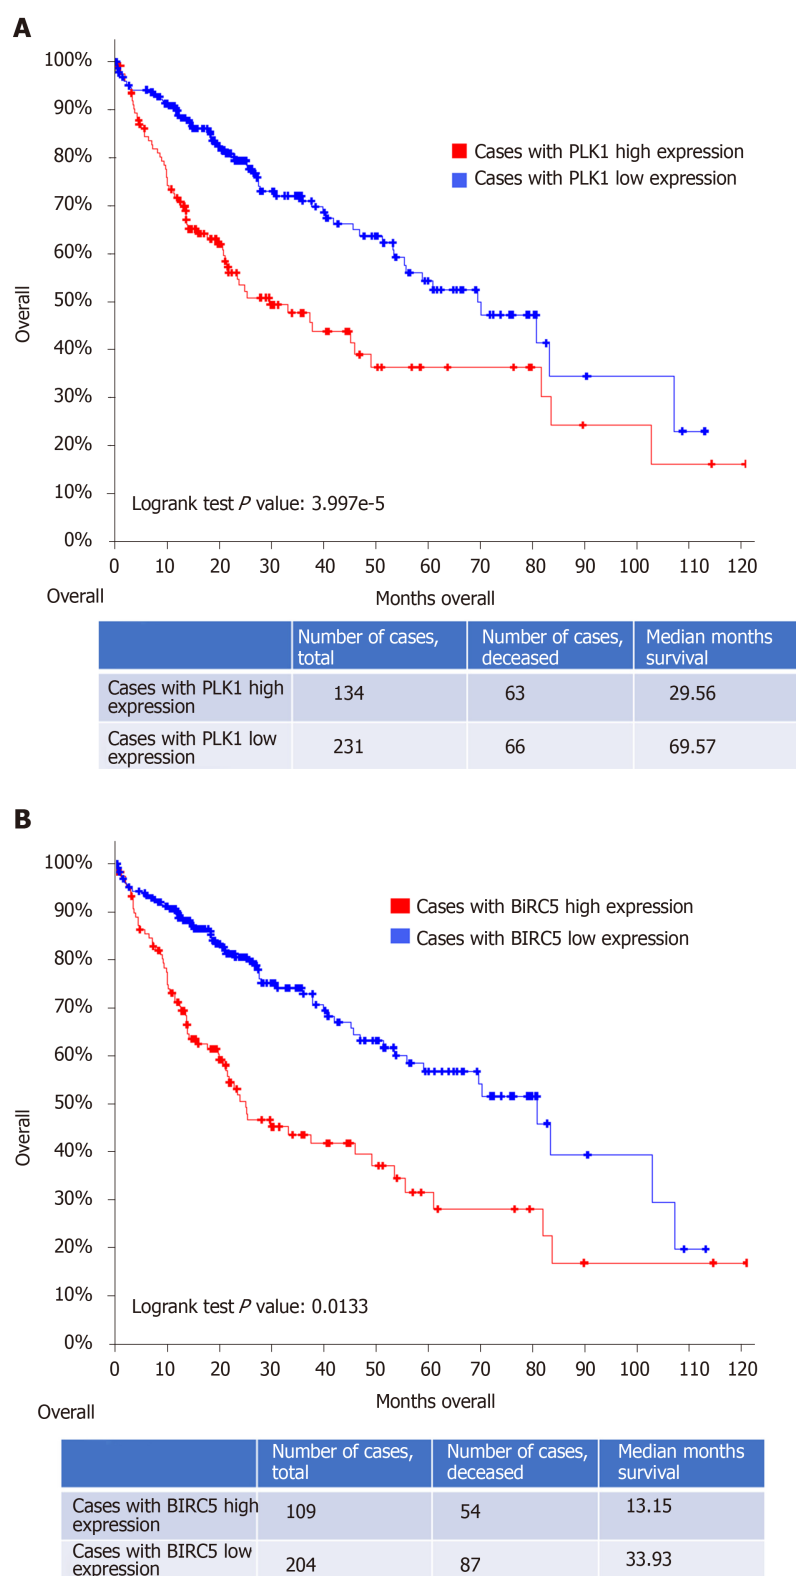 A
100%
90%
80%
70%
60%
50%
40%
30%
20%
10%
0%
Overall
Cases with PLK1 high expression
Cases with PLK1 low expression
Logrank test P value: 3.997e-5
0 10 20 30 40 50 60 70 80 90 100 110 120
Overall
Months overall
Number of cases, total
Number of cases, deceased
Median months survival
Cases with PLK1 high expression
134 63 29.56
Cases with PLK1 low expression
231 66 69.57
B
100%
90%
80%
70%
60%
50%
40%
30%
20%
10%
0%
Overall
Cases with BiRC5 high expression
Cases with BIRC5 low expression
Logrank test P value: 0.0133
0 10 20 30 40 50 60 70 80 90 100 110 120
Months overall
Overall
Number of cases, total
Number of cases, deceased
Median months survival
Cases with BIRC5 high expression
109 54 13.15
Cases with BIRC5 low expression
204 87 33.93